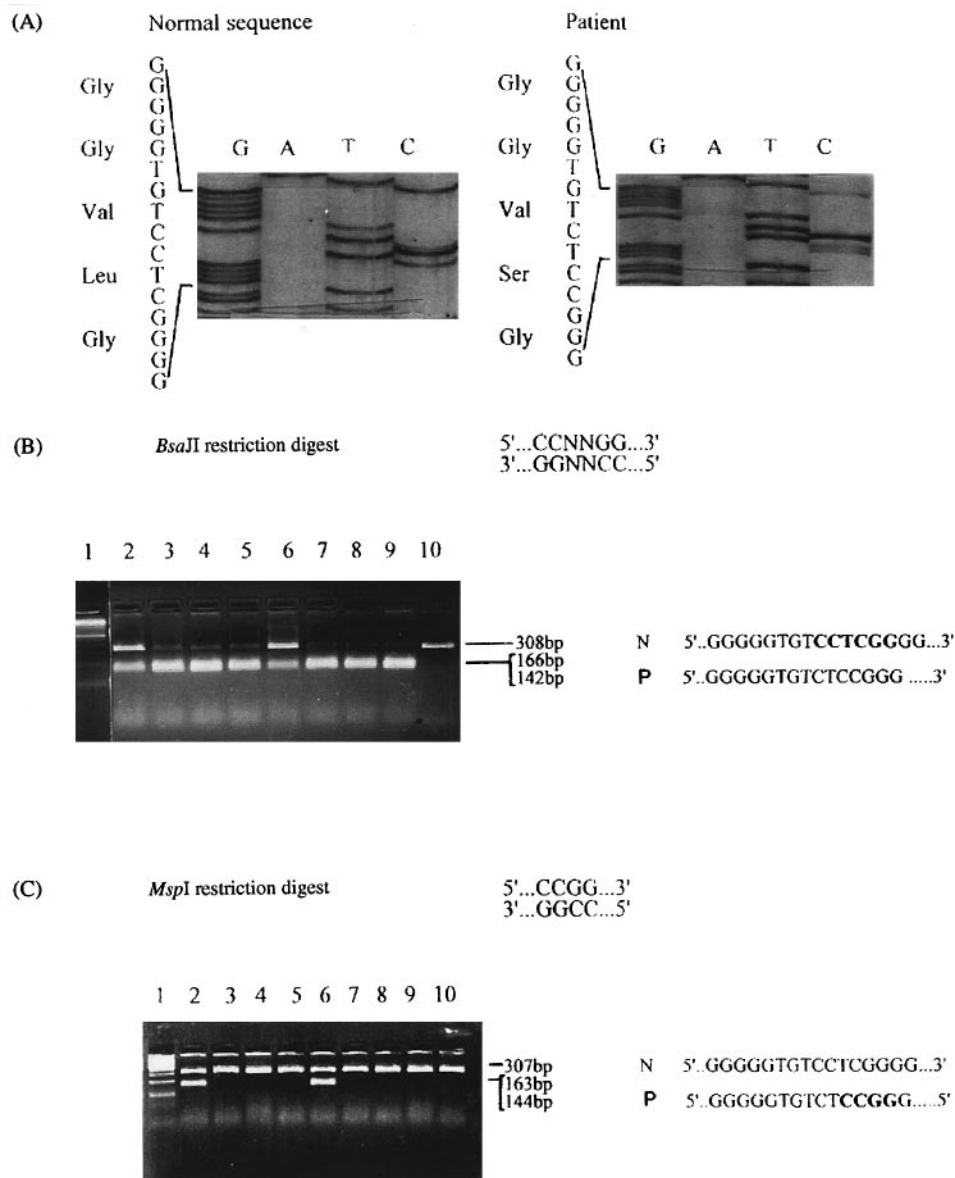 (A)
Normal sequence
G
G
G
G
G
T
G
T
C
C
T
C
G
G
G
G
Gly
Gly
Val
Leu
Gly
G A T C
Patient
G
G
G
G
G
T
G
T
C
T
C
C
G
G
G
Gly
Gly
Val
Ser
Gly
G A T C
(B)
BsaJI restriction digest
5'...CCNNGG...3'
3'...GGNNCC...5'
1 2 3 4 5 6 7 8 9 10
308bp
166bp
142bp
N 5'..GGGGGTGTCCTCGGGG...3'
P 5'..GGGGGTGTCTCCGGG .....3'
(C)
MspI restriction digest
5'...CCGG...3'
3'...GGCC...5'
1 2 3 4 5 6 7 8 9 10
307bp
163bp
144bp
N 5'..GGGGGTGTCCTCGGGG...3'
P 5'..GGGGGTGTCTCCGGG.....5'